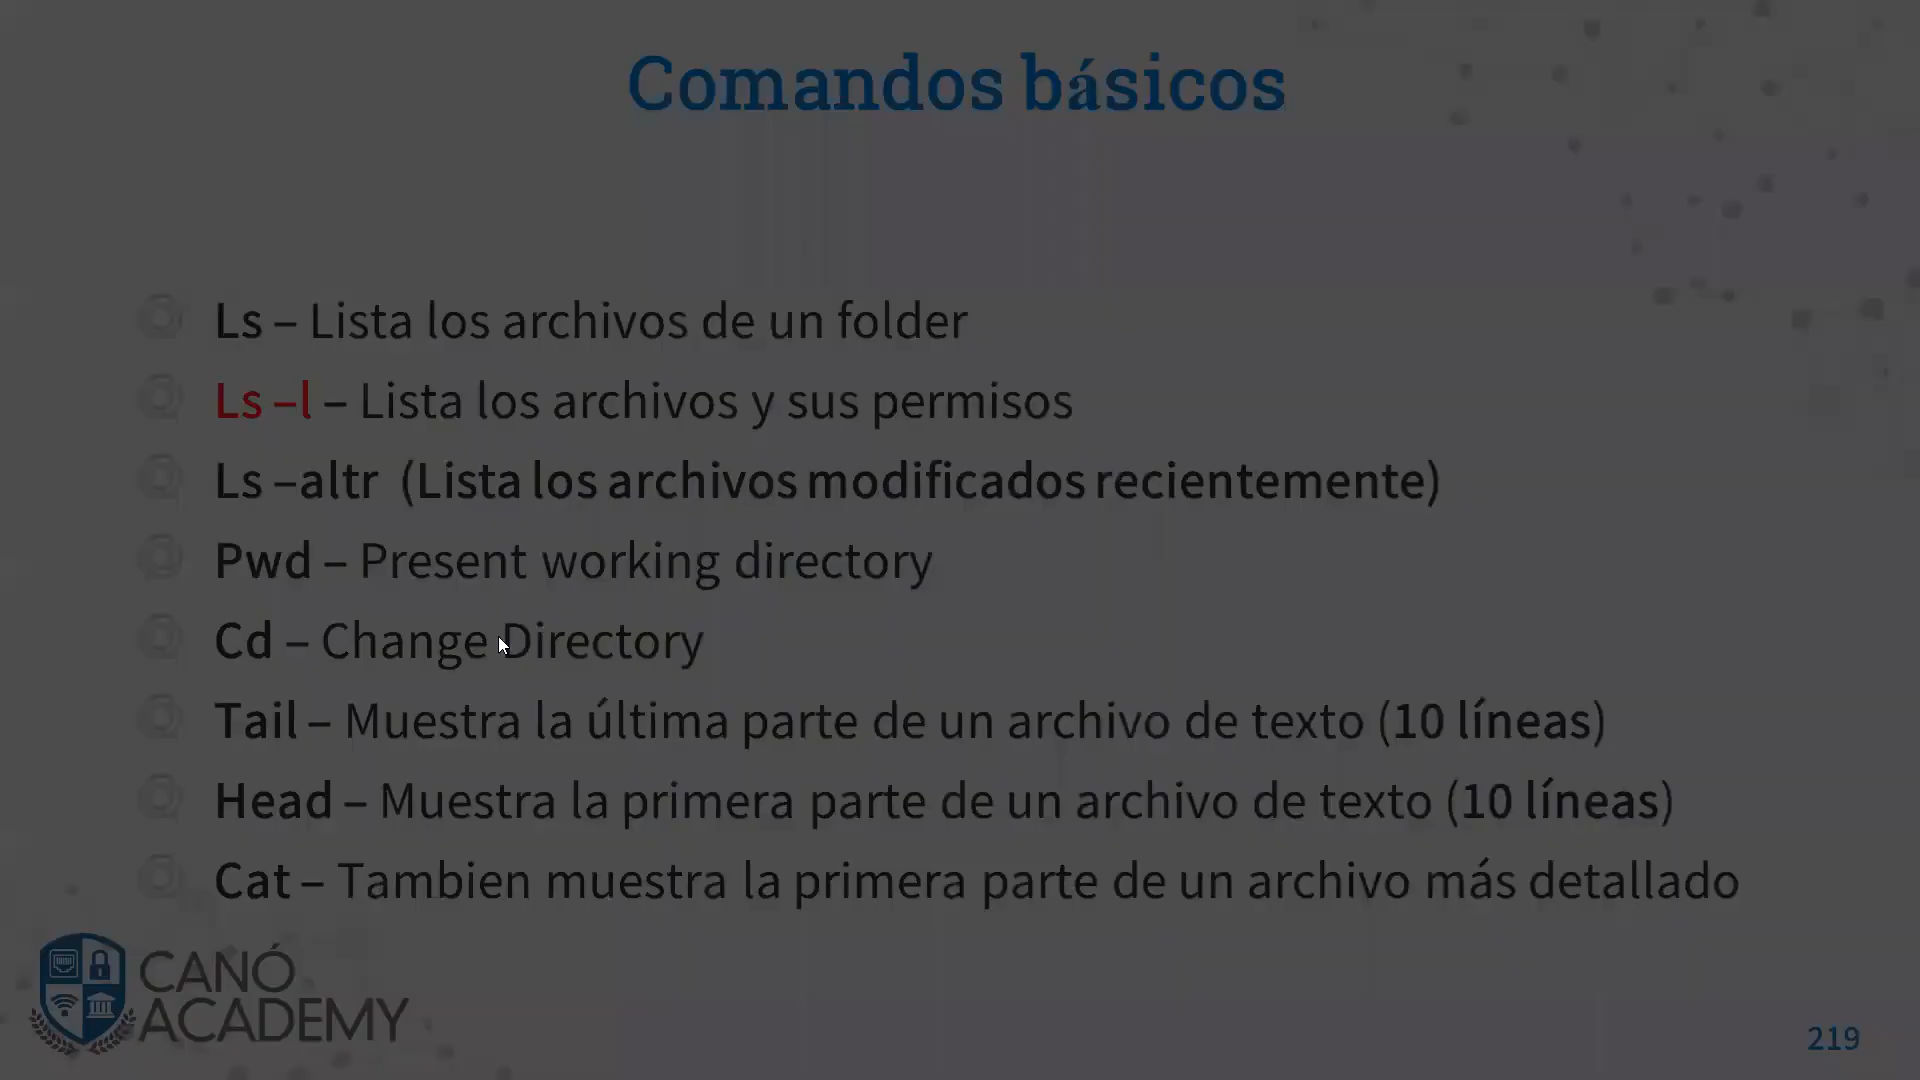 Comandos básicos
Ls – Lista los archivos de un folder
Ls –l – Lista los archivos y sus permisos
Ls –altr (Lista los archivos modificados recientemente)
Pwd – Present working directory
Cd – Change Directory
Tail – Muestra la última parte de un archivo de texto (10 líneas)
Head – Muestra la primera parte de un archivo de texto (10 líneas)
Cat – Tambien muestra la primera parte de un archivo más detallado
CANÓ
ACADEMY
219